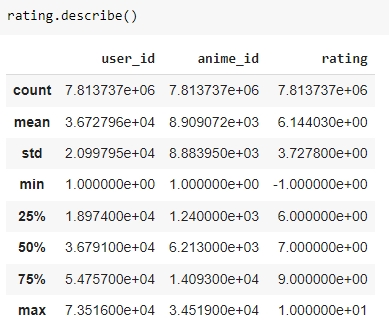 rating.describe()
user_id anime_id rating
count 7.813737e+06 7.813737e+06 7.813737e+06
mean 3.672796e+04 8.909072e+03 6.144030e+00
std 2.099795e+04 8.883950e+03 3.727800e+00
min 1.000000e+00 1.000000e+00 -1.000000e+00
25% 1.897400e+04 1.240000e+03 6.000000e+00
50% 3.679100e+04 6.213000e+03 7.000000e+00
75% 5.475700e+04 1.409300e+04 9.000000e+00
max 7.351600e+04 3.451900e+04 1.000000e+01